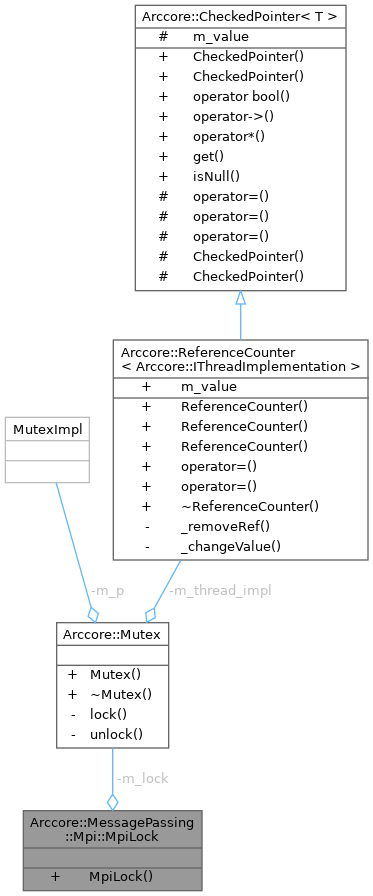 Arccore::CheckedPointer< T >
# m_value
+ CheckedPointer()
+ CheckedPointer()
+ operator bool()
+ operator->()
+ operator*()
+ get()
+ isNull()
# operator=()
# operator=()
# operator=()
# CheckedPointer()
# CheckedPointer()
Arccore::ReferenceCounter
< Arccore::IThreadImplementation >
+ m_value
+ ReferenceCounter()
+ ReferenceCounter()
+ ReferenceCounter()
+ operator=()
+ operator=()
+ ~ReferenceCounter()
- _removeRef()
- _changeValue()
MutexImpl
-m_p
-m_thread_impl
Arccore::Mutex
+ Mutex()
+ ~Mutex()
- lock()
- unlock()
-m_lock
Arccore::MessagePassing
::Mpi::MpiLock
+ MpiLock()